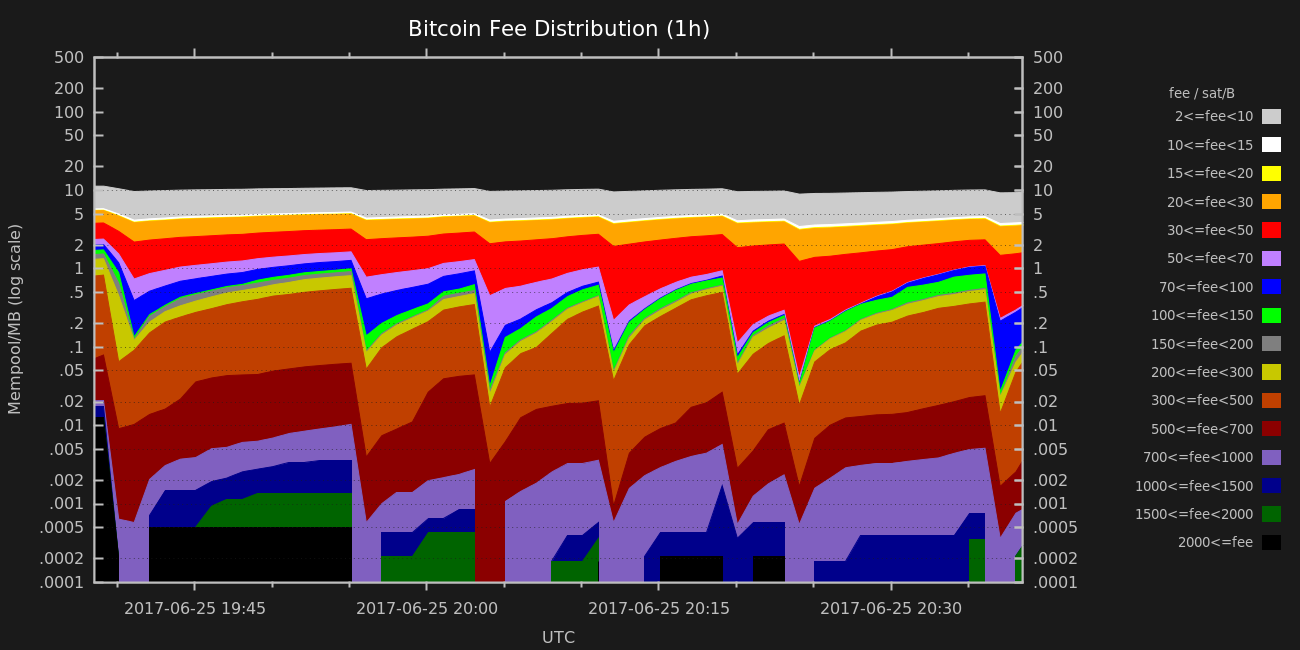 Bitcoin Fee Distribution (1h)
Mempool/MB (log scale)
500
200
100
50
20
10
5
2
1
.5
.2
.1
.05
.02
.01
.005
.002
.001
.0005
.0002
.0001
500
200
100
50
20
10
5
2
1
.5
.2
.1
.05
.02
.01
.005
.002
.001
.0005
.0002
.0001
2017-06-25 19:45
2017-06-25 20:00
2017-06-25 20:15
2017-06-25 20:30
UTC
fee / sat/B
2<=fee<10
10<=fee<15
15<=fee<20
20<=fee<30
30<=fee<50
50<=fee<70
70<=fee<100
100<=fee<150
150<=fee<200
200<=fee<300
300<=fee<500
500<=fee<700
700<=fee<1000
1000<=fee<1500
1500<=fee<2000
2000<=fee